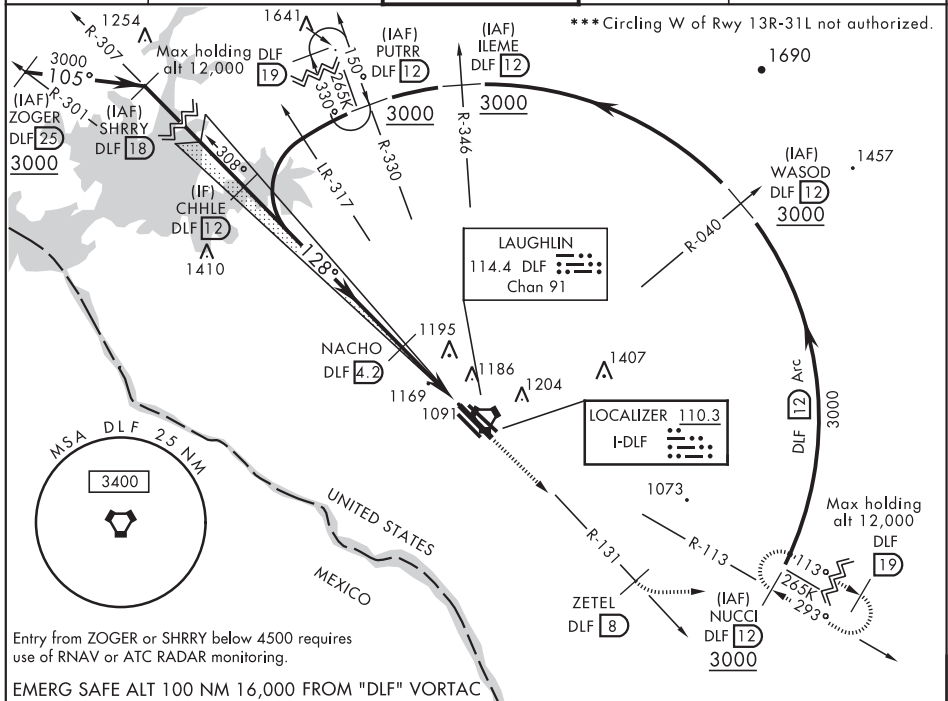 ***Circling W of Rwy 13R-31L not authorized.
1254
R-307
3000
105°
R-301
(IAF)
ZOGER
DLF 25
3000
(IAF)
SHRRY
DLF 18
Max holding
alt 12,000
DLF
19
1641
150°
265K
330°
(IAF)
PUTRR
DLF 12
3000
(IAF)
ILEME
DLF 12
3000
1690
1457
(IAF)
WASOD
DLF 12
3000
R-040
R-346
R-330
LR-317
308°
(IF)
CHHLE
DLF 12
1410
128°
LAUGHLIN
114.4 DLF
Chan 91
NACHO
DLF 4.2
1195
1186
1169
1091
1204
1407
LOCALIZER 110.3
I-DLF
DLF 12 Arc
3000
MSA DLF 25 NM
3400
UNITED STATES
MEXICO
1073
R-113
R-131
Max holding
alt 12,000
DLF
19
113°
265K
293°
ZETEL
DLF 8
(IAF)
NUCCI
DLF 12
3000
Entry from ZOGER or SHRRY below 4500 requires
use of RNAV or ATC RADAR monitoring.
EMERG SAFE ALT 100 NM 16,000 FROM "DLF" VORTAC